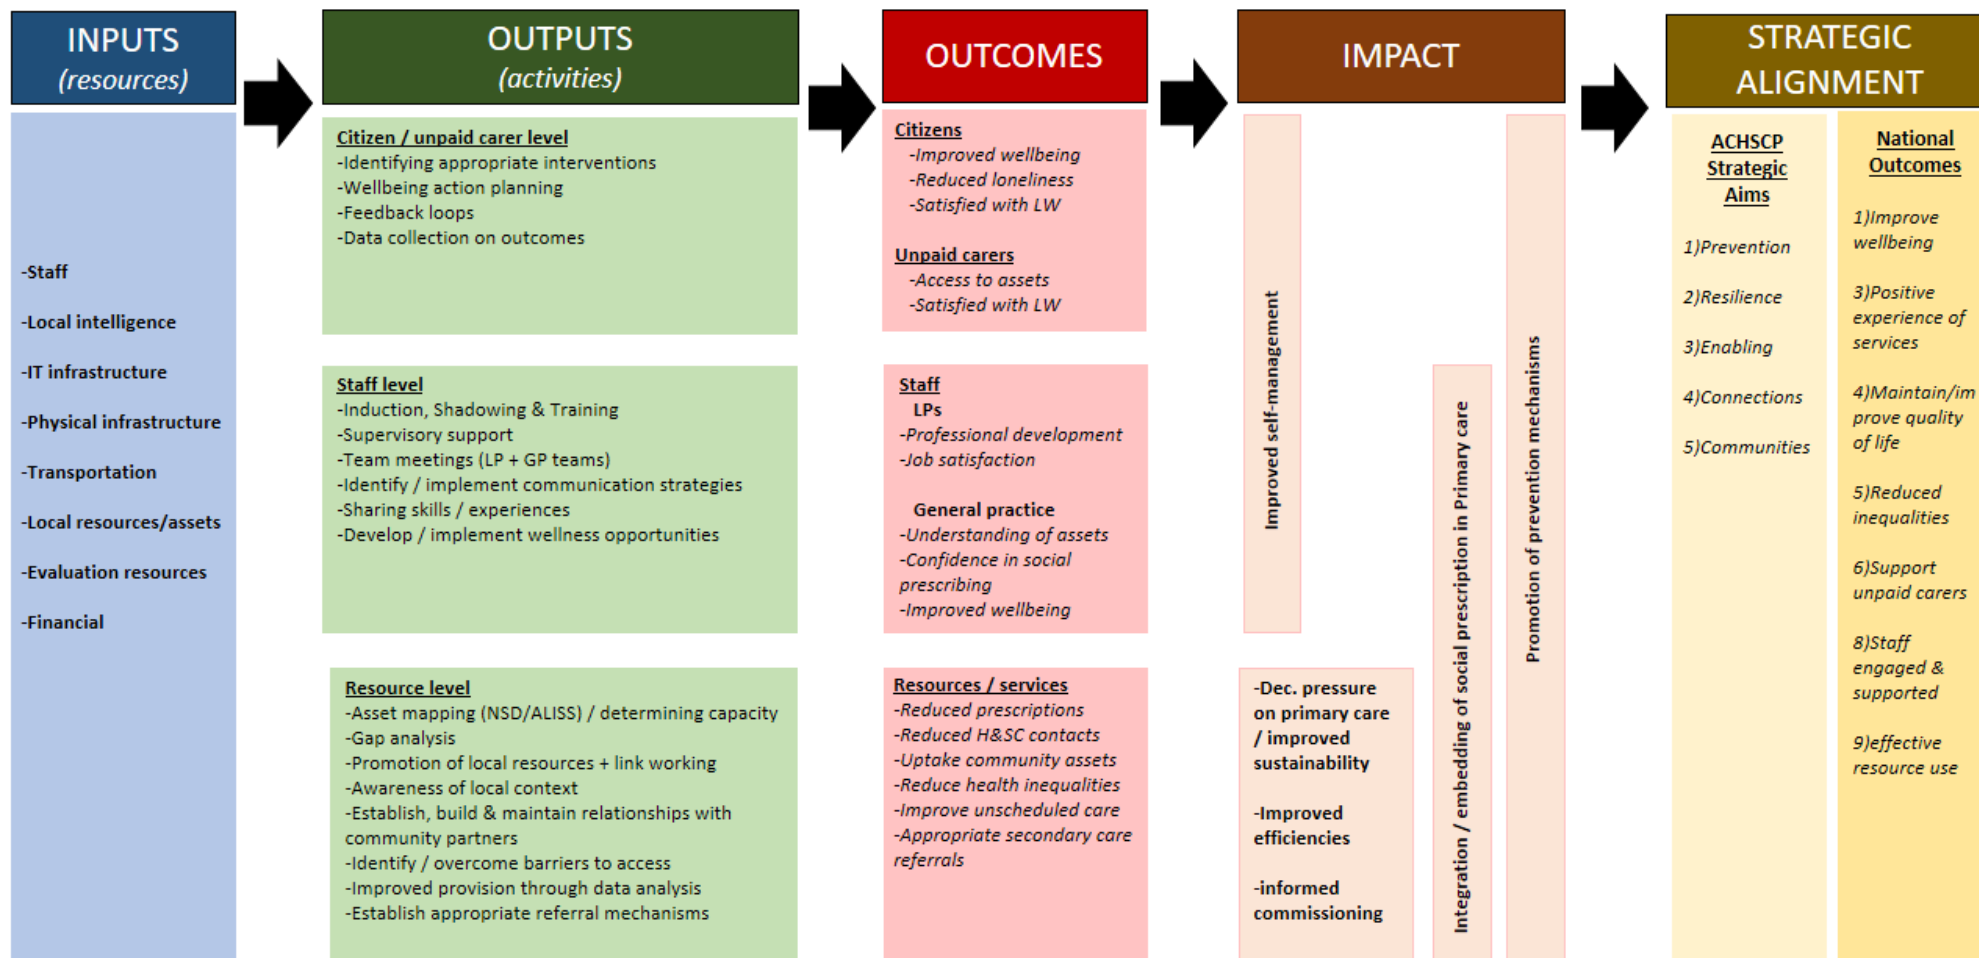 INPUTS
(resources)
-Staff
-Local intelligence
-IT infrastructure
-Physical infrastructure
-Transportation
-Local resources/assets
-Evaluation resources
-Financial
OUTPUTS
(activities)
Citizen / unpaid carer level
-Identifying appropriate interventions
-Wellbeing action planning
-Feedback loops
-Data collection on outcomes
Staff level
-Induction, Shadowing & Training
-Supervisory support
-Team meetings (LP + GP teams)
-Identify / implement communication strategies
-Sharing skills / experiences
-Develop / implement wellness opportunities
Resource level
-Asset mapping (NSD/ALISS) / determining capacity
-Gap analysis
-Promotion of local resources + link working
-Awareness of local context
-Establish, build & maintain relationships with
community partners
-Identify / overcome barriers to access
-Improved provision through data analysis
-Establish appropriate referral mechanisms
OUTCOMES
Citizens
-Improved wellbeing
-Reduced loneliness
-Satisfied with LW
Unpaid carers
-Access to assets
-Satisfied with LW
Staff
LPs
-Professional development
-Job satisfaction
General practice
-Understanding of assets
-Confidence in social
prescribing
-Improved wellbeing
Resources / services
-Reduced prescriptions
-Reduced H&SC contacts
-Uptake community assets
-Reduce health inequalities
-Improve unscheduled care
-Appropriate secondary care
referrals
IMPACT
Improved self-management
-Dec. pressure
on primary care
/ improved
sustainability
-Improved
efficiencies
-informed
commissioning
Integration / embedding of social prescription in Primary care
Promotion of prevention mechanisms
STRATEGIC
ALIGNMENT
ACHSCP
Strategic
Aims
1)Prevention
2)Resilience
3)Enabling
4)Connections
5)Communities
National
Outcomes
1)Improve
wellbeing
3)Positive
experience of
services
4)Maintain/im
prove quality
of life
5)Reduced
inequalities
6)Support
unpaid carers
8)Staff
engaged &
supported
9)effective
resource use